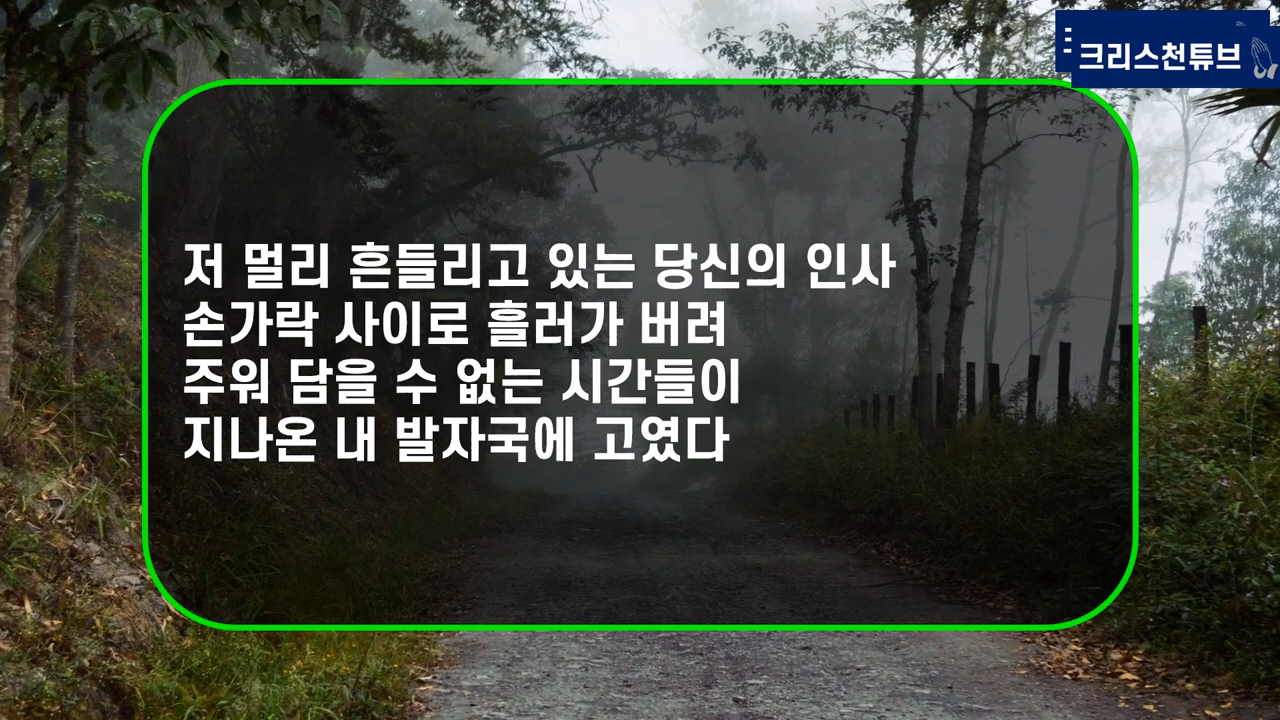 크리스천튜브
저 멀리 흔들리고 있는 당신의 인사
손가락 사이로 흘러가 버려
주워 담을 수 없는 시간들이
지나온 내 발자국에 고였다